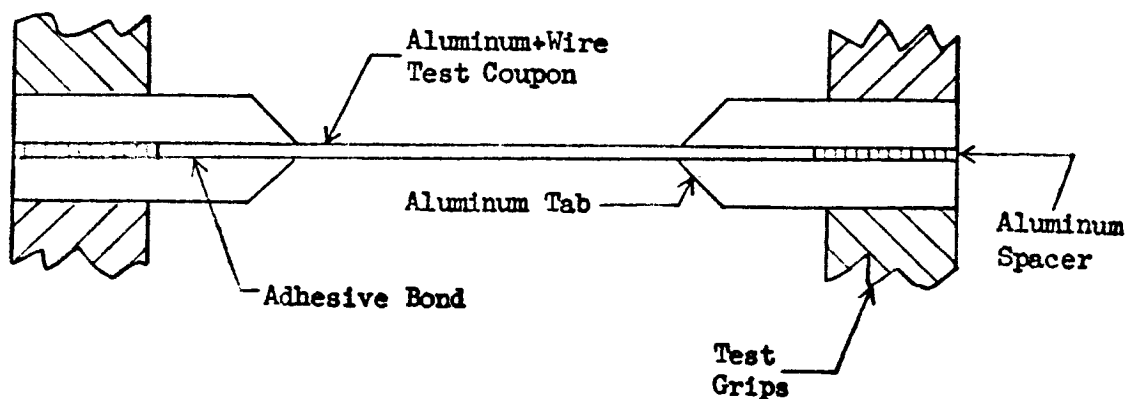 Aluminum+Wire
Test Coupon
Aluminum Tab
Aluminum
Spacer
Adhesive Bond
Test
Grips